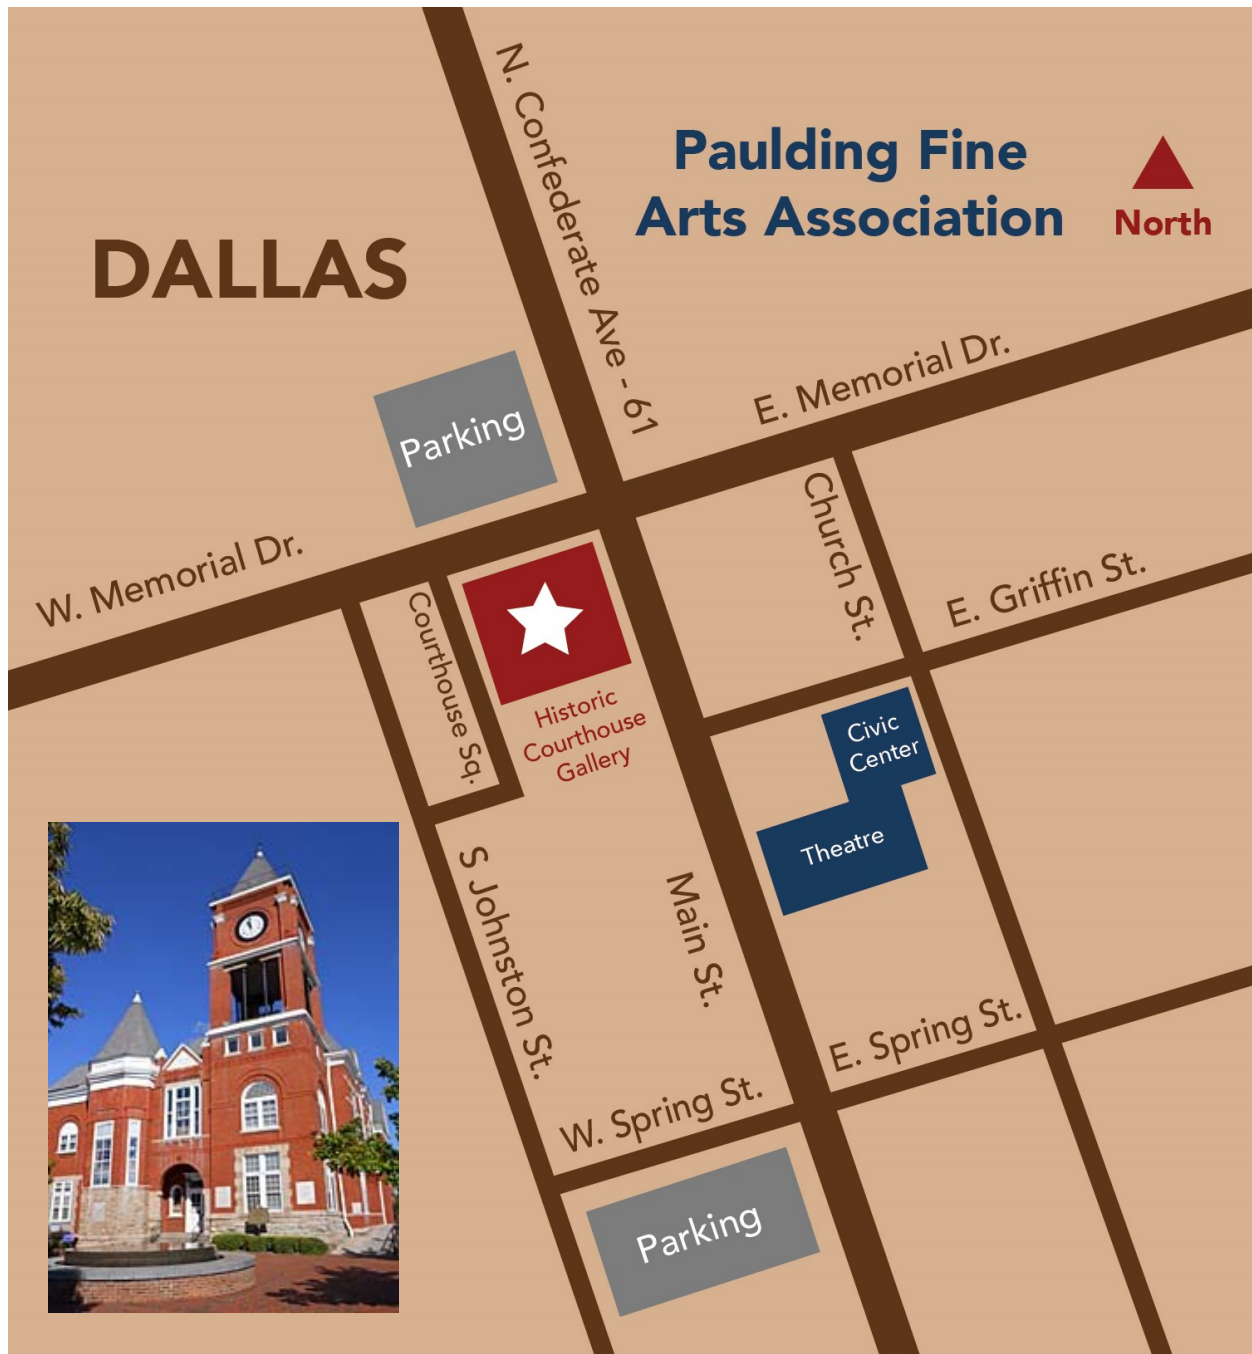 N. Confederate Ave - 61
Paulding Fine
Arts Association
North
DALLAS
E. Memorial Dr.
Parking
W. Memorial Dr.
Church St.
E. Griffin St.
Courthouse Sq.
Historic
Courthouse
Gallery
Civic
Center
Theatre
S Johnston St.
Main St.
E. Spring St.
W. Spring St.
Parking